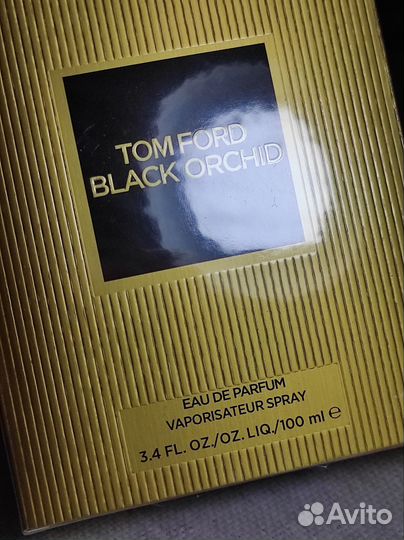 TOM FORD
BLACK ORCHID
EAU DE PARFUM
VAPORISATEUR SPRAY
3.4 FL. OZ./OZ. LIQ./100 ml ℮
Avito